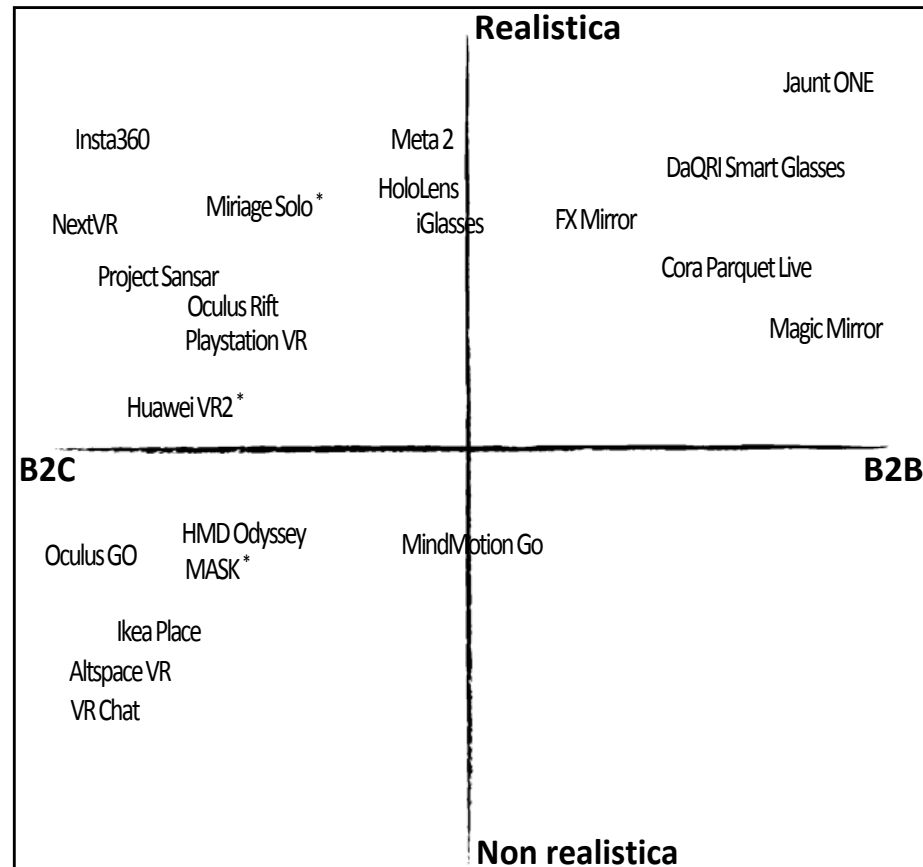 Realistica
Jaunt ONE
Insta360
Meta 2
DaQRI Smart Glasses
HoloLens
Miriage Solo *
iGlasses
FX Mirror
NextVR
Cora Parquet Live
Project Sansar
Oculus Rift
Magic Mirror
Playstation VR
Huawei VR2 *
B2C
B2B
HMD Odyssey
MindMotion Go
Oculus GO
MASK *
Ikea Place
Altspace VR
VR Chat
Non realistica